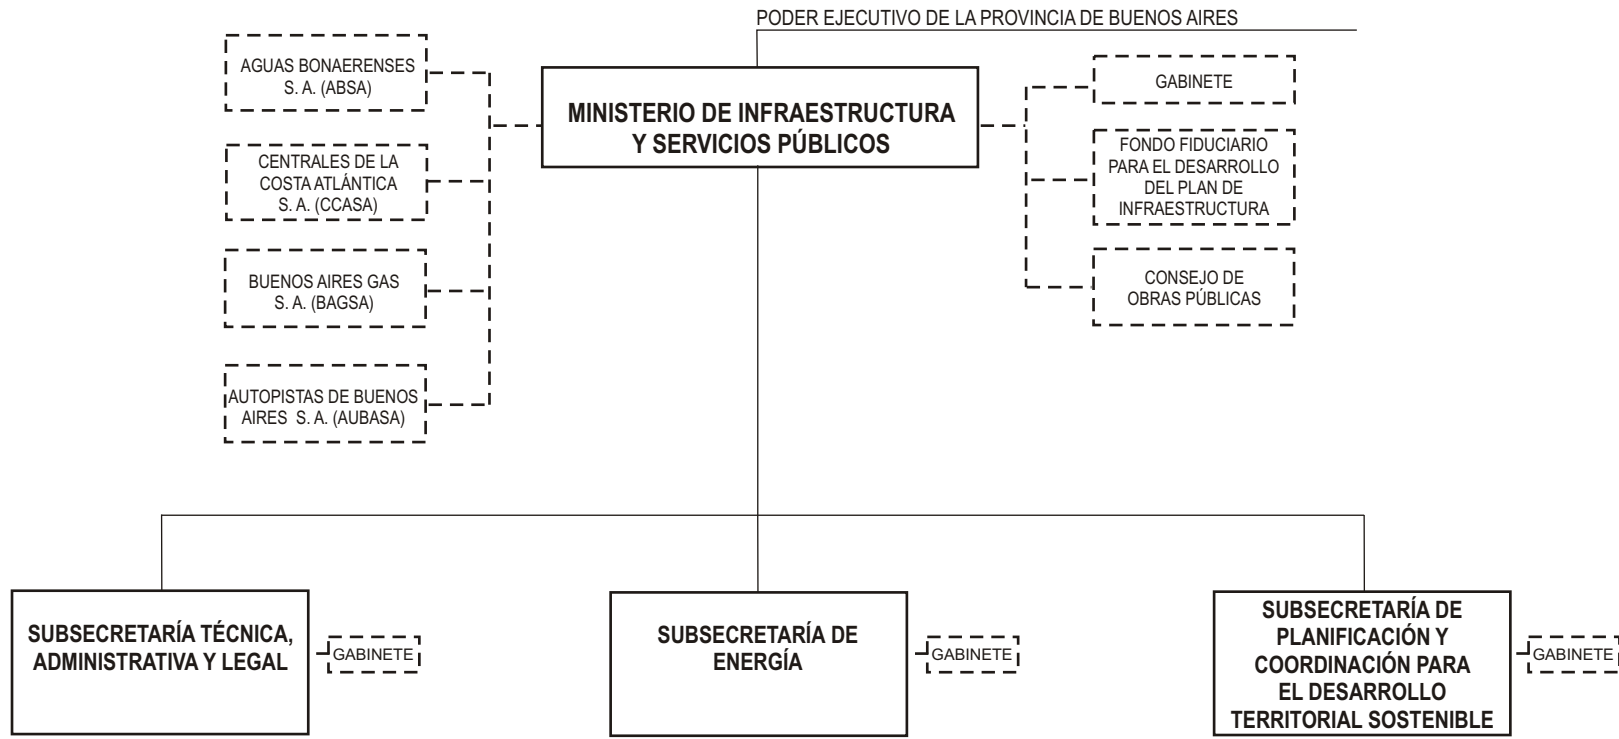 PODER EJECUTIVO DE LA PROVINCIA DE BUENOS AIRES
AGUAS BONAERENSES
S. A. (ABSA)
CENTRALES DE LA
COSTA ATLÁNTICA
S. A. (CCASA)
BUENOS AIRES GAS
S. A. (BAGSA)
AUTOPISTAS DE BUENOS
AIRES S. A. (AUBASA)
MINISTERIO DE INFRAESTRUCTURA
Y SERVICIOS PÚBLICOS
GABINETE
FONDO FIDUCIARIO
PARA EL DESARROLLO
DEL PLAN DE
INFRAESTRUCTURA
CONSEJO DE
OBRAS PÚBLICAS
SUBSECRETARÍA TÉCNICA,
ADMINISTRATIVA Y LEGAL
GABINETE
SUBSECRETARÍA DE
ENERGÍA
GABINETE
SUBSECRETARÍA DE
PLANIFICACIÓN Y
COORDINACIÓN PARA
EL DESARROLLO
TERRITORIAL SOSTENIBLE
GABINETE